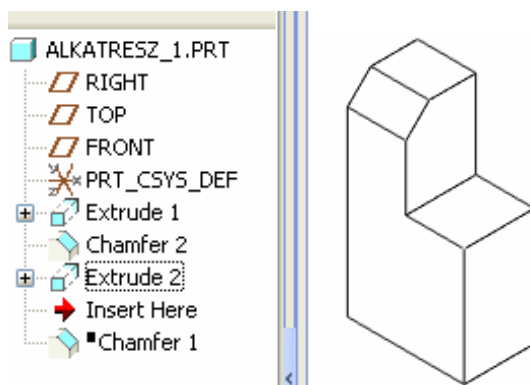 ALKATRESZ_1.PRT
RIGHT
TOP
FRONT
PRT_CSYS_DEF
Extrude 1
Chamfer 2
Extrude 2
Insert Here
Chamfer 1